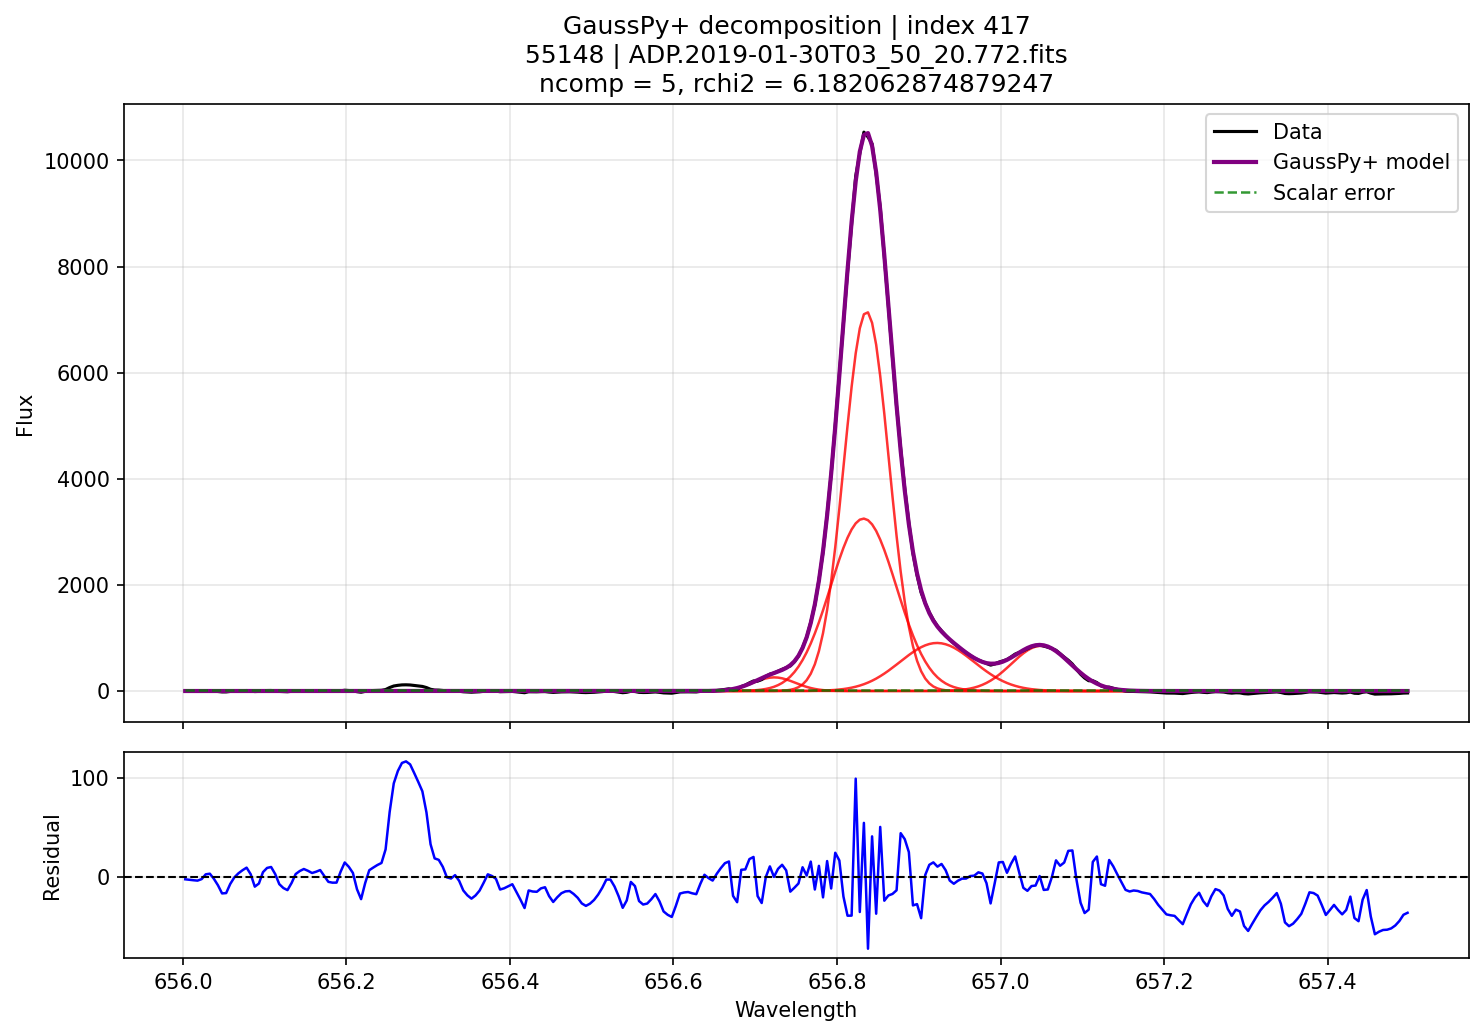 GaussPy+ decomposition | index 417
55148 | ADP.2019-01-30T03_50_20.772.fits
ncomp = 5, rchi2 = 6.182062874879247
Data
GaussPy+ model
Scalar error
10000
8000
6000
4000
2000
0
Flux
100
0
Residual
656.0
656.2
656.4
656.6
656.8
657.0
657.2
657.4
Wavelength